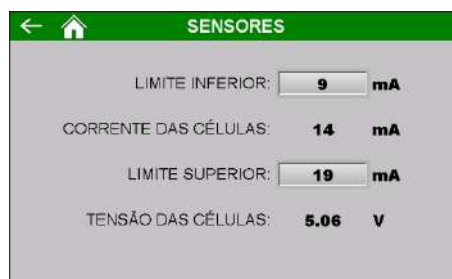 SENSORES
LIMITE INFERIOR: 9 mA
CORRENTE DAS CÉLULAS: 14 mA
LIMITE SUPERIOR: 19 mA
TENSÃO DAS CÉLULAS: 5.06 V